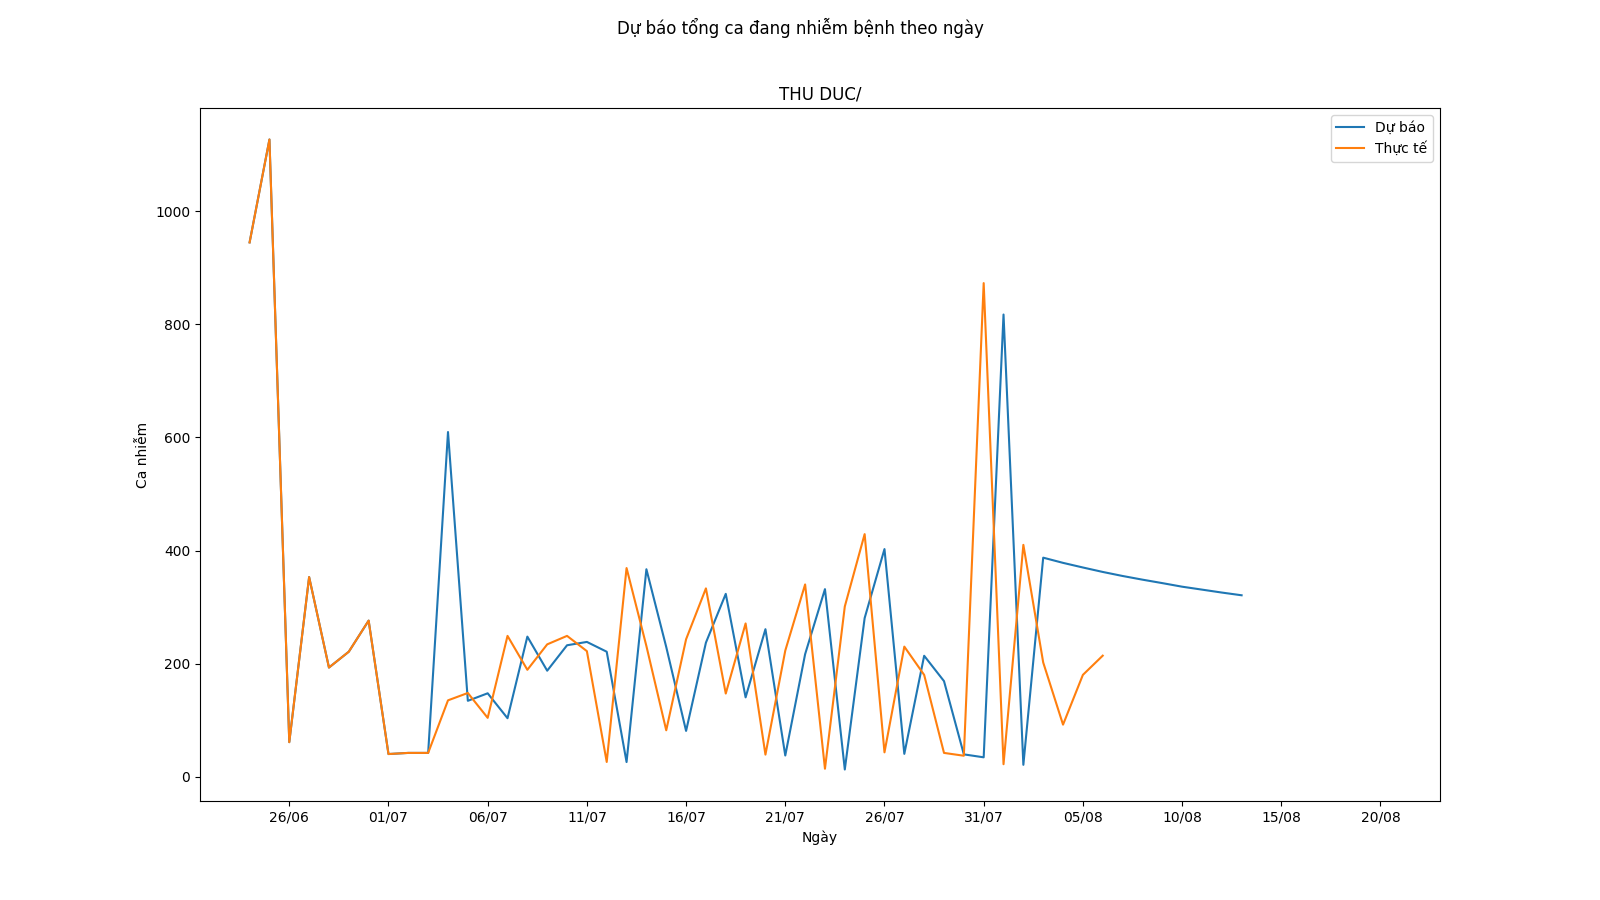 Dự báo tổng ca đang nhiễm bệnh theo ngày
THU DUC/
Dự báo
Thực tế
1000
800
600
400
200
0
Ca nhiễm
26/06 01/07 06/07 11/07 16/07 21/07 26/07 31/07 05/08 10/08 15/08 20/08
Ngày